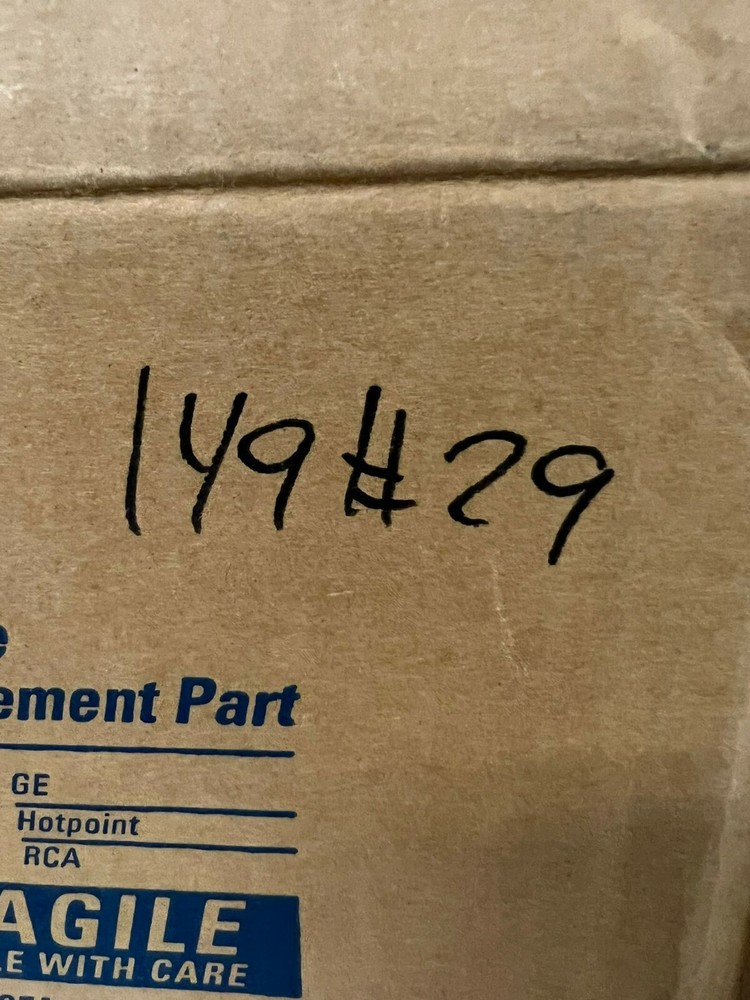 149 #29
ement Part
GE
Hotpoint
RCA
AGILE
E WITH CARE